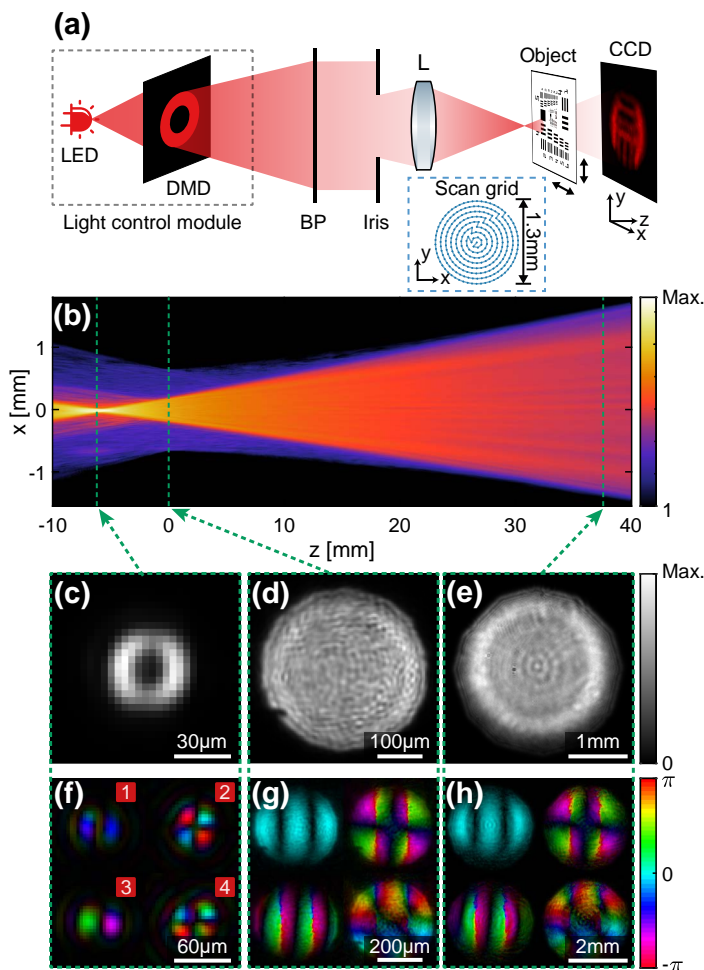 (a)
LED
DMD
Light control module
BP
Iris
L
Object
CCD
Scan grid
1.3mm
y
x
y
z
x
(b)
Max.
1
x [mm]
1
0
-1
-10
0
10
20
30
40
z [mm]
(c)
30µm
(d)
100µm
(e)
1mm
Max.
0
(f)
1
2
3
4
60µm
(g)
200µm
(h)
2mm
π
0
-π